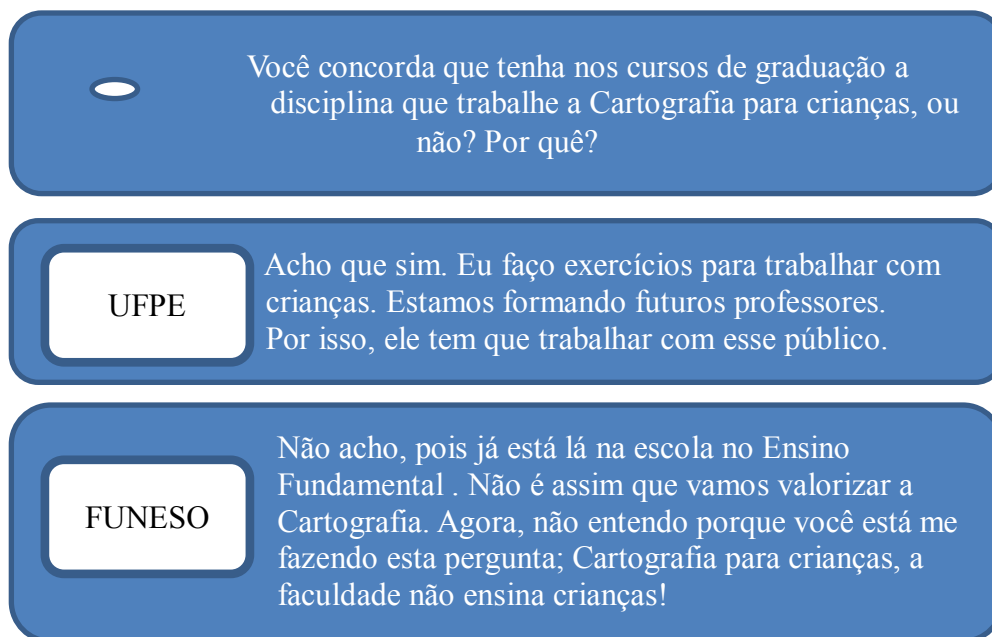 Você concorda que tenha nos cursos de graduação a
disciplina que trabalhe a Cartografia para crianças, ou
não? Por quê?
UFPE
Acho que sim. Eu faço exercícios para trabalhar com
crianças. Estamos formando futuros professores.
Por isso, ele tem que trabalhar com esse público.
FUNESO
Não acho, pois já está lá na escola no Ensino
Fundamental . Não é assim que vamos valorizar a
Cartografia. Agora, não entendo porque você está me
fazendo esta pergunta; Cartografia para crianças, a
faculdade não ensina crianças!